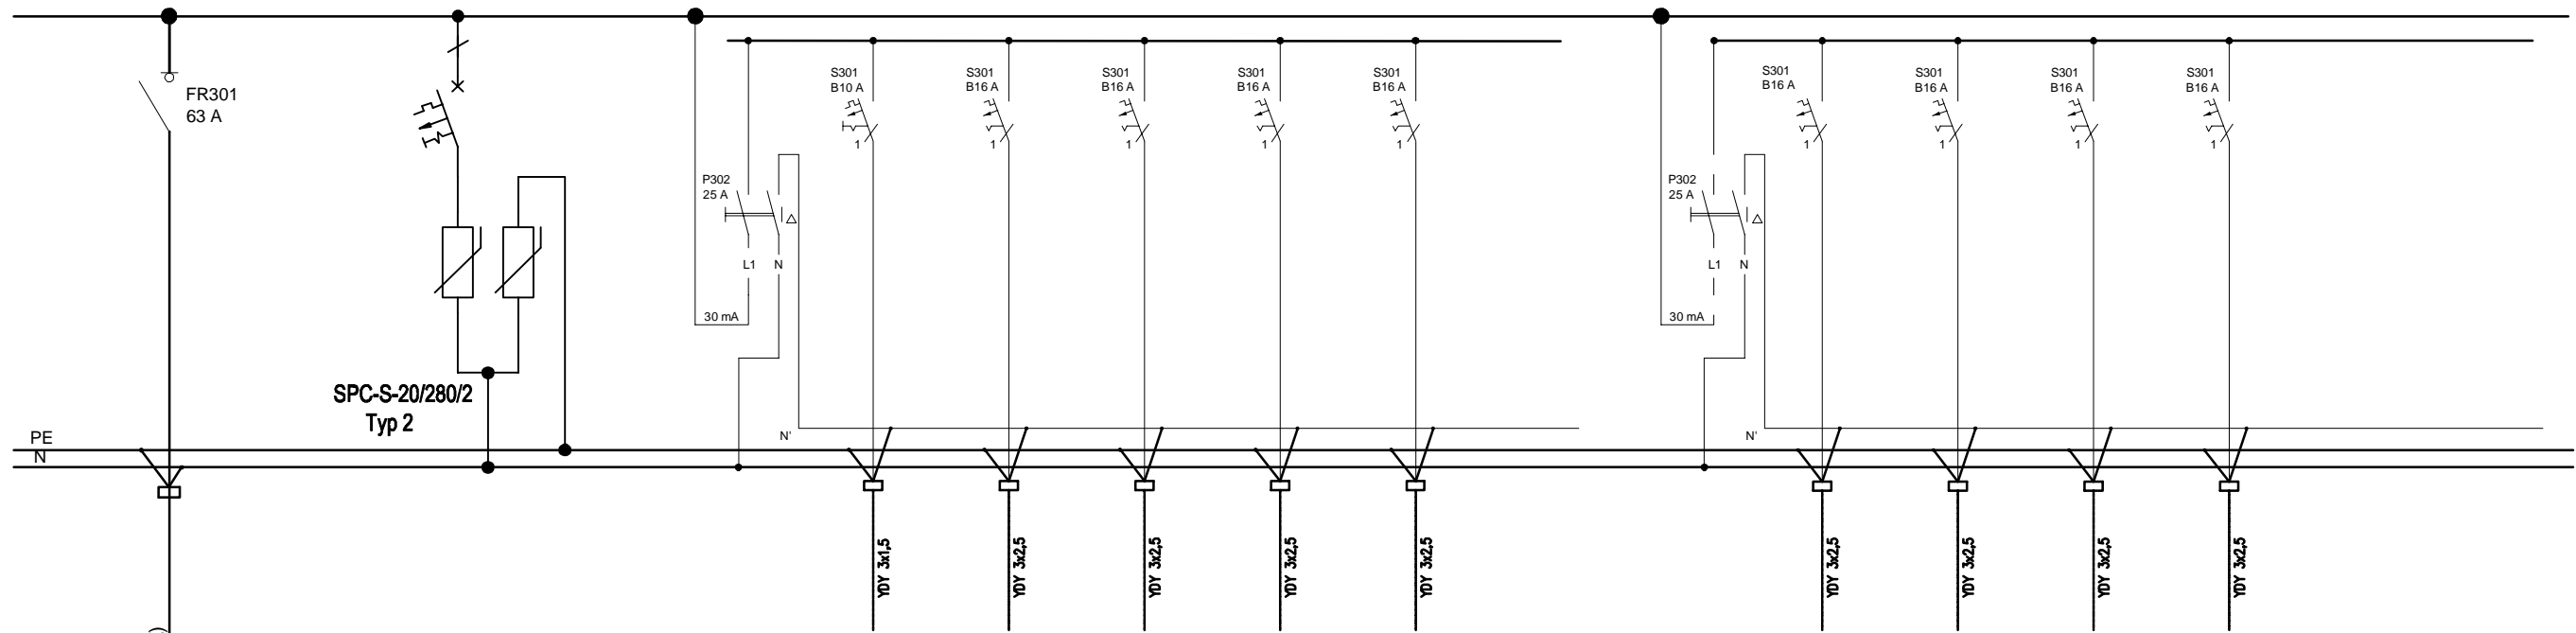 FR301
63 A
SPC-S-20/280/2
Typ 2
PE
N
P302
25 A
L1 N
30 mA
N'
S301
B10 A
1
S301
B16 A
1
S301
B16 A
1
S301
B16 A
1
S301
B16 A
1
YDY 3x1,5
YDY 3x2,5
YDY 3x2,5
YDY 3x2,5
YDY 3x2,5
P302
25 A
L1 N
30 mA
N'
S301
B16 A
1
S301
B16 A
1
S301
B16 A
1
S301
B16 A
1
YDY 3x2,5
YDY 3x2,5
YDY 3x2,5
YDY 3x2,5
)